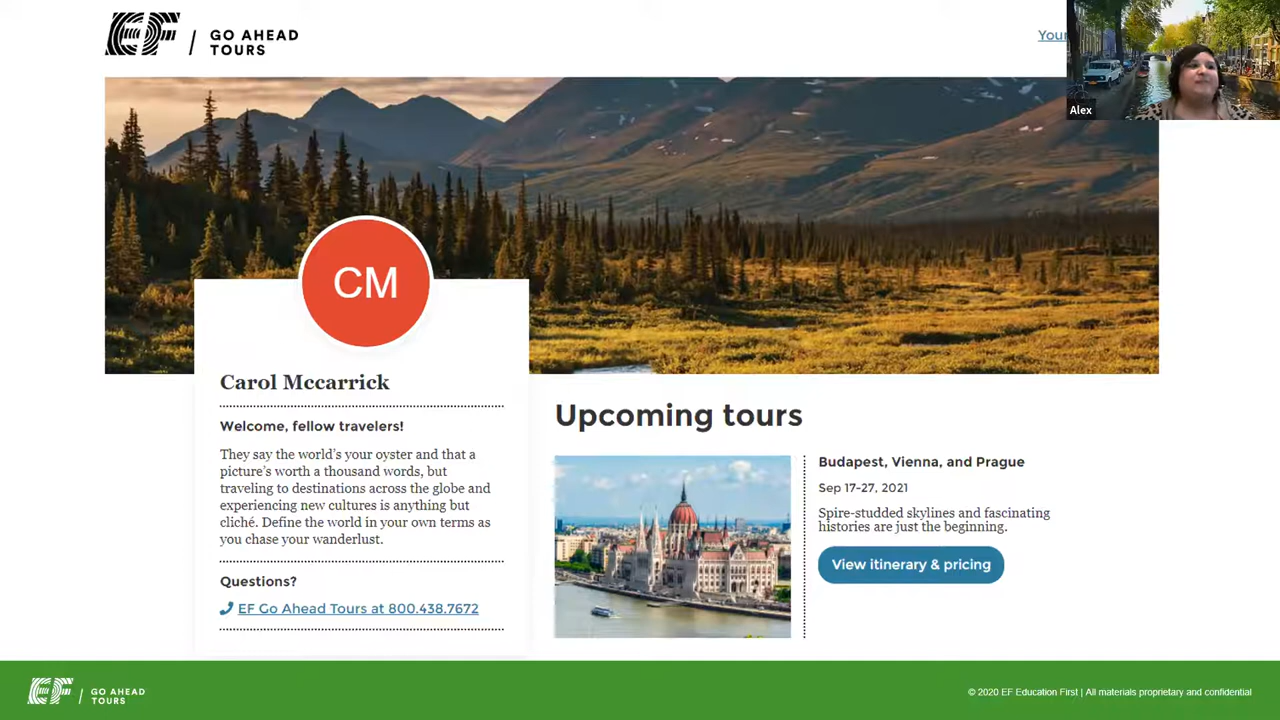 EF / GO AHEAD
TOURS
Your
Alex
CM
Carol Mccarrick
Welcome, fellow travelers!
They say the world's your oyster and that a
picture's worth a thousand words, but
traveling to destinations across the globe and
experiencing new cultures is anything but
cliché. Define the world in your own terms as
you chase your wanderlust.
Questions?
EF Go Ahead Tours at 800.438.7672
Upcoming tours
Budapest, Vienna, and Prague
Sep 17-27, 2021
Spire-studded skylines and fascinating
histories are just the beginning.
View itinerary & pricing
EF / GO AHEAD
TOURS
© 2020 EF Education First | All materials proprietary and confidential